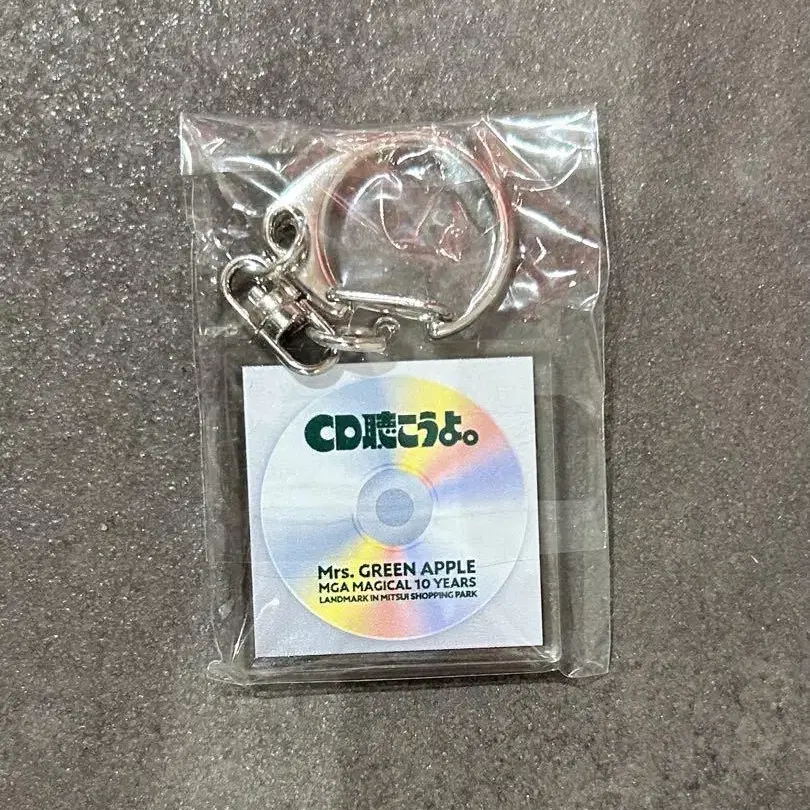 CD聴こうよ。
Mrs. GREEN APPLE
MGA MAGICAL 10 YEARS
LANDMARK IN MITSUI SHOPPING PARK